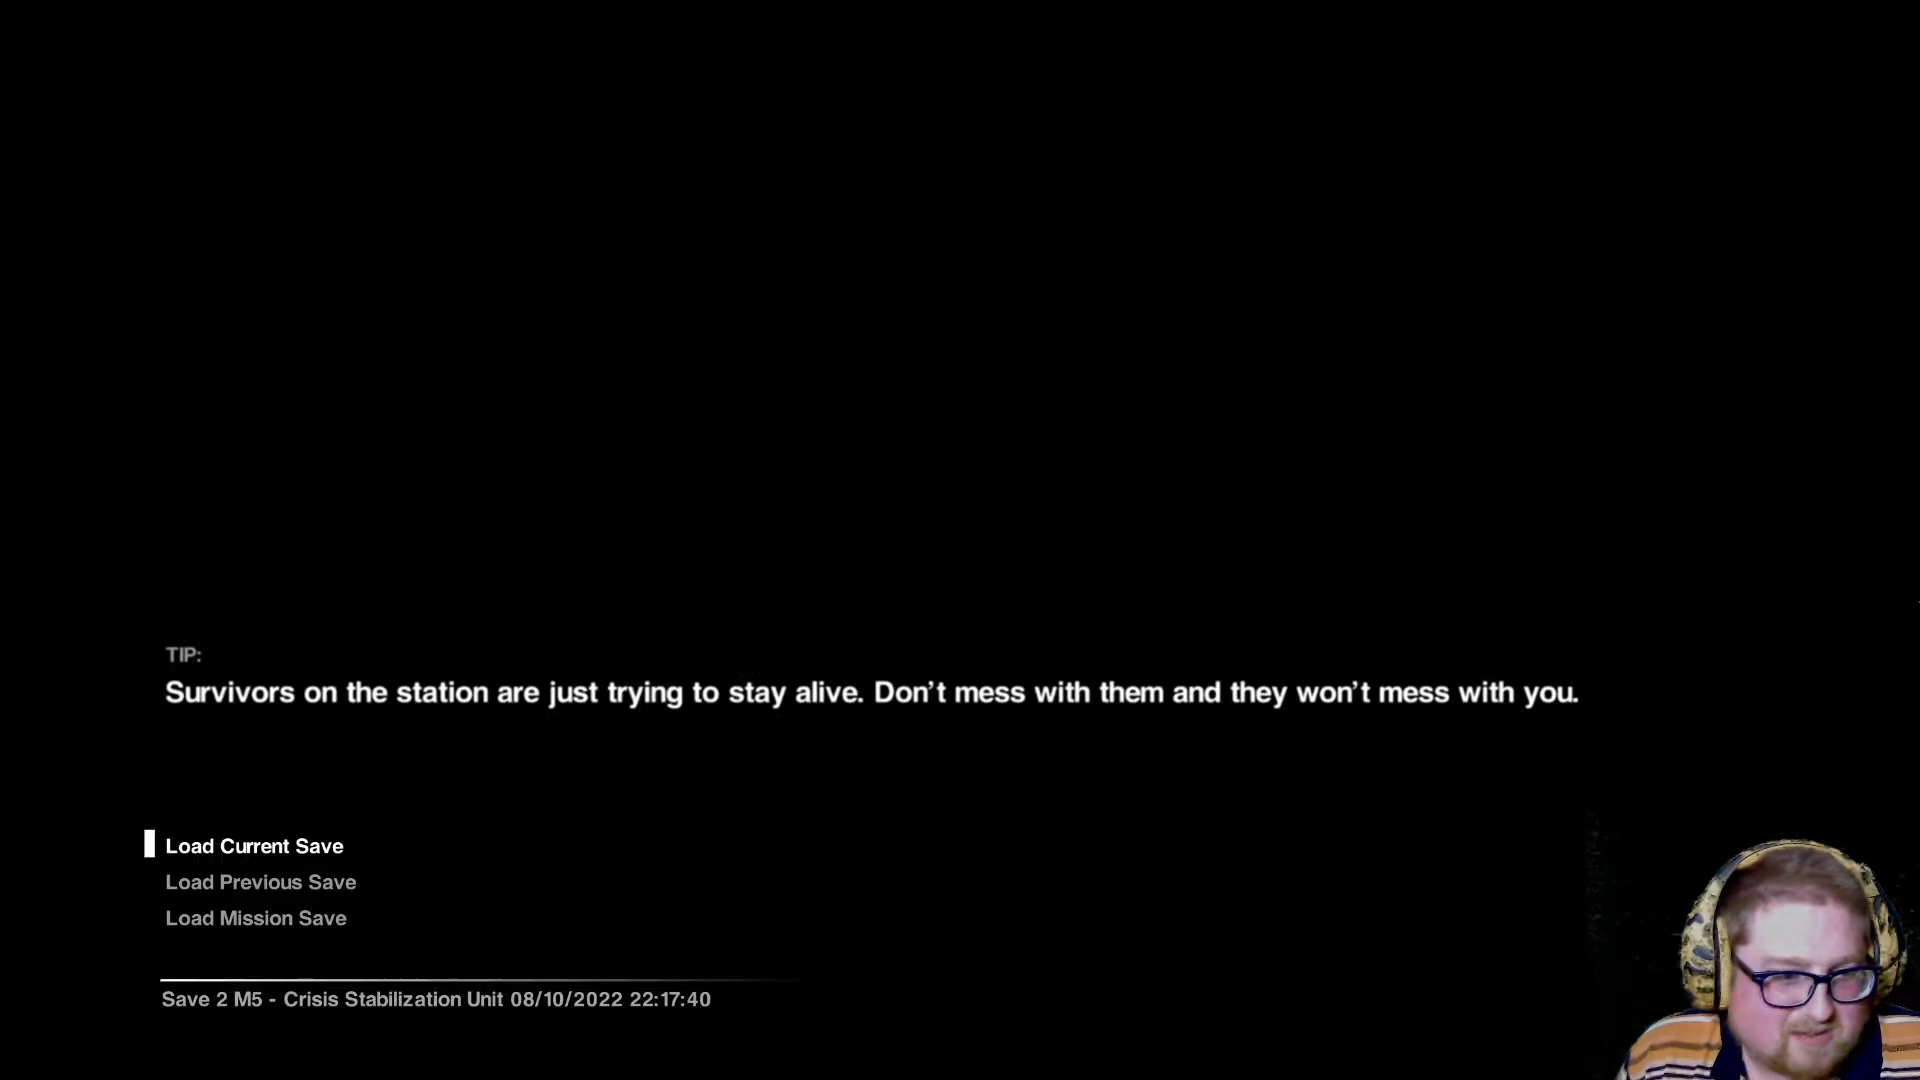 TIP:
Survivors on the station are just trying to stay alive. Don’t mess with them and they won’t mess with you.
Load Current Save
Load Previous Save
Load Mission Save
Save 2 M5 - Crisis Stabilization Unit 08/10/2022 22:17:40